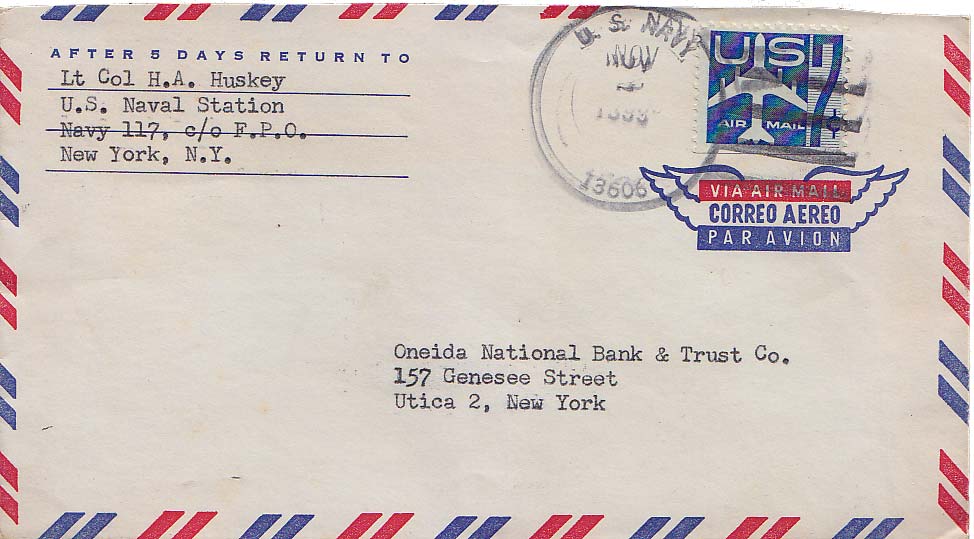 AFTER 5 DAYS RETURN TO
Lt Col H.A. Huskey
U.S. Naval Station
Navy 117, c/o F.P.O.
New York, N.Y.
U. S. NAVY
NOV
13606
US
7¢
AIR MAIL
VIA AIR MAIL
CORREO AEREO
PAR AVION
Oneida National Bank & Trust Co.
157 Genesee Street
Utica 2, New York